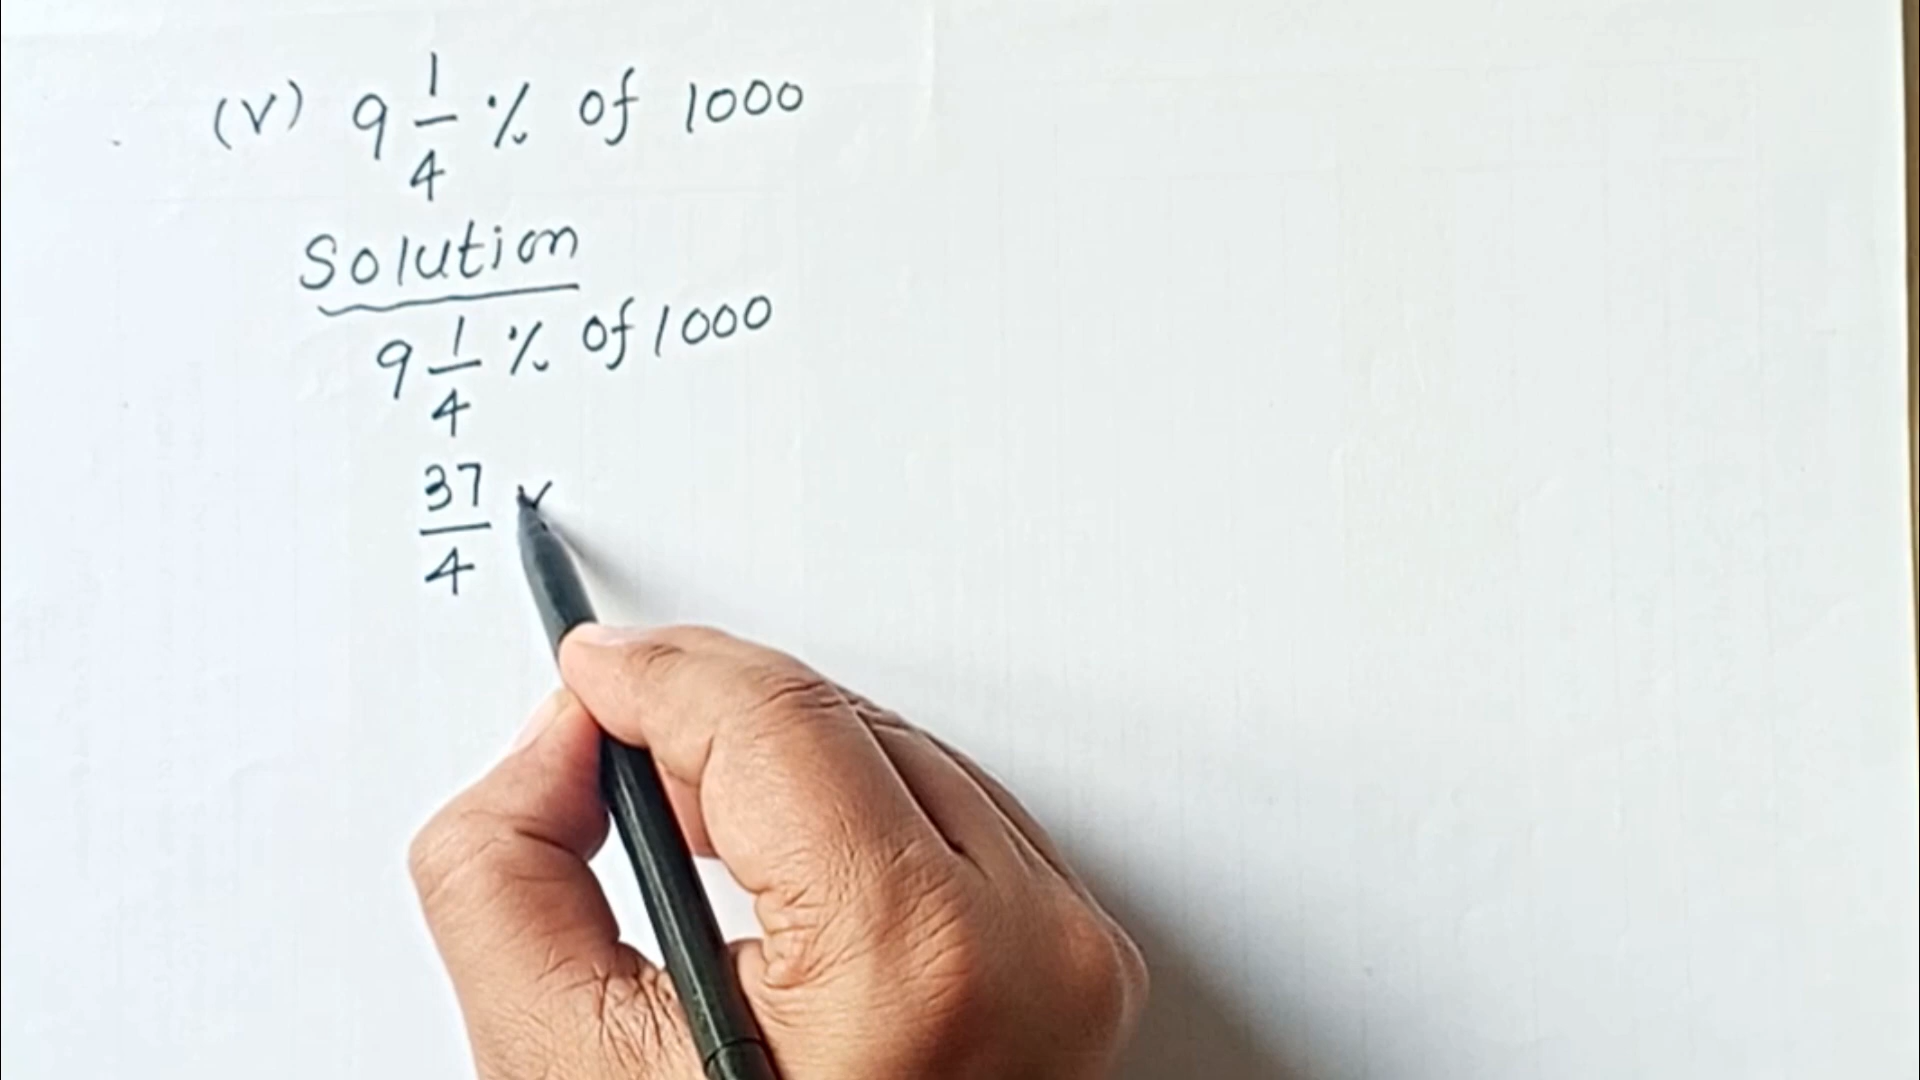 (V) 9 1/4 % of 1000
Solution
9 1/4 % of 1000
37/4 ×